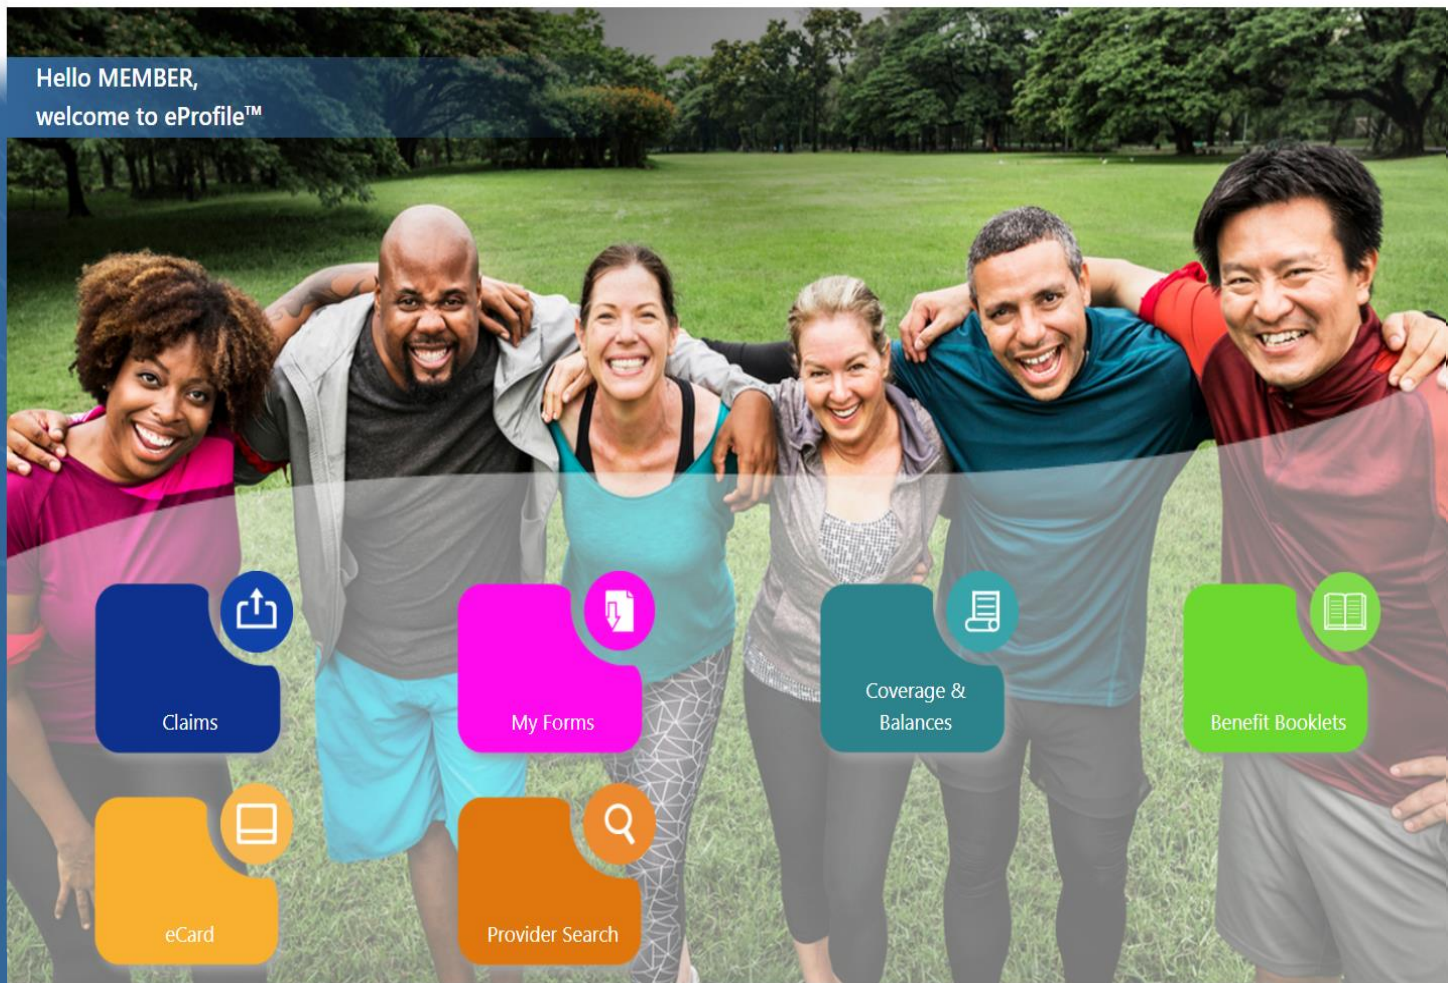 Hello MEMBER,
welcome to eProfile™
Claims
My Forms
Coverage &
Balances
Benefit Booklets
eCard
Provider Search